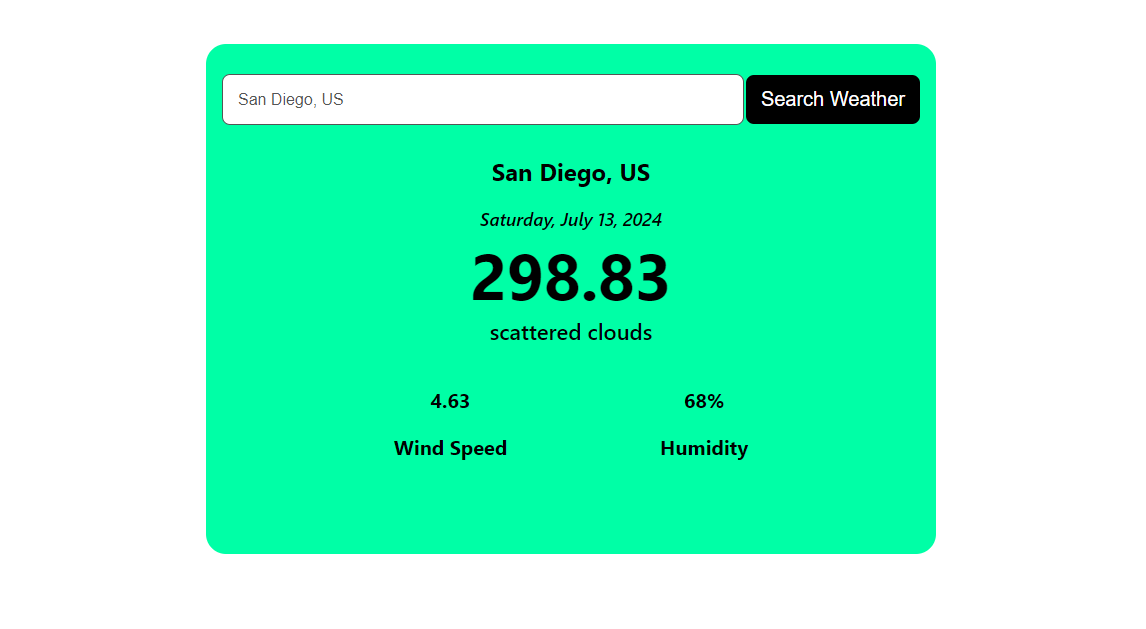 San Diego, US
Search Weather
San Diego, US
Saturday, July 13, 2024
298.83
scattered clouds
4.63
68%
Wind Speed
Humidity